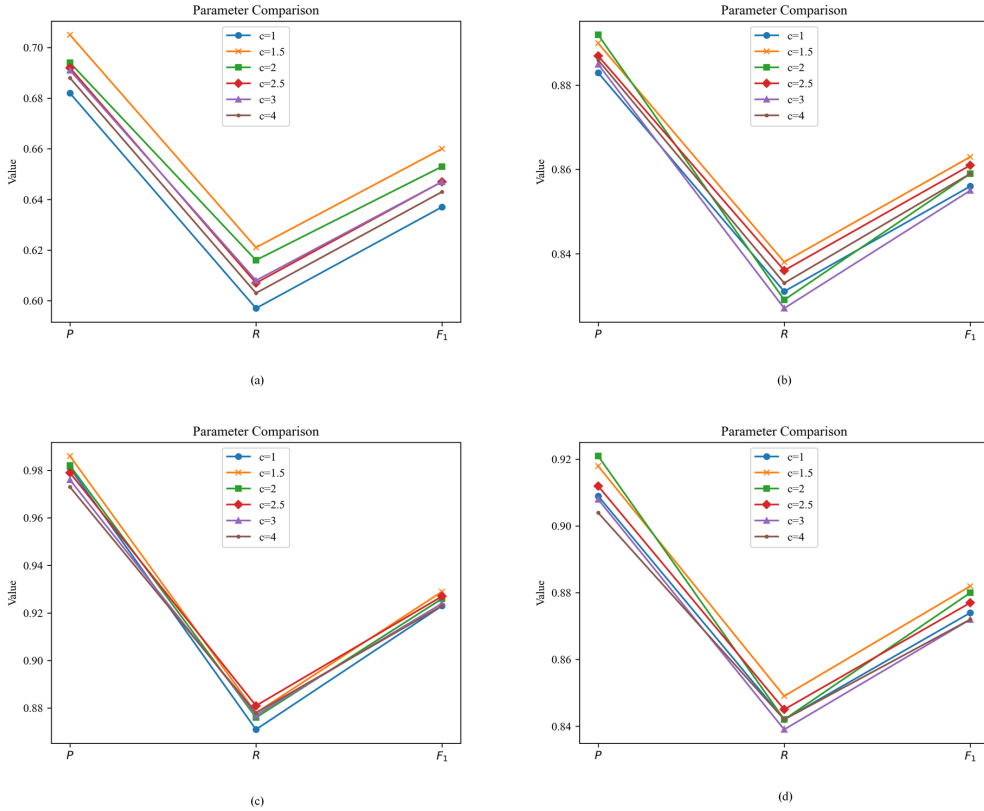 Parameter Comparison
c=1
c=1.5
c=2
c=2.5
c=3
c=4
0.70
0.68
0.66
0.64
0.62
0.60
Value
P
R
F1
(a)
Parameter Comparison
c=1
c=1.5
c=2
c=2.5
c=3
c=4
0.88
0.86
0.84
Value
P
R
F1
(b)
Parameter Comparison
c=1
c=1.5
c=2
c=2.5
c=3
c=4
0.98
0.96
0.94
0.92
0.90
0.88
Value
P
R
F1
(c)
Parameter Comparison
c=1
c=1.5
c=2
c=2.5
c=3
c=4
0.92
0.90
0.88
0.86
0.84
Value
P
R
F1
(d)